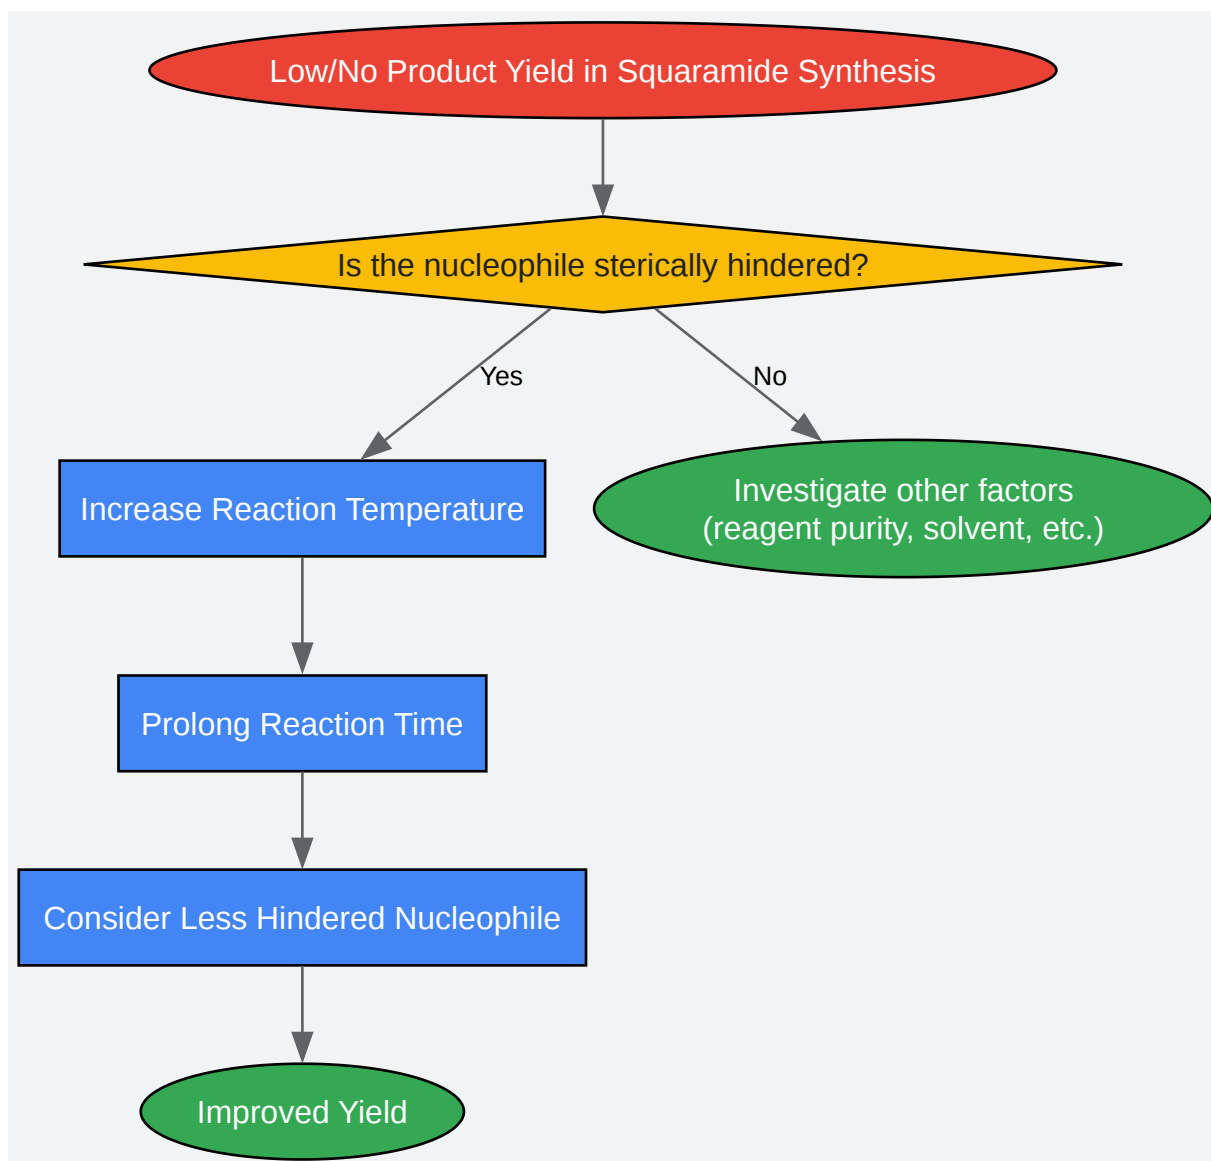 Low/No Product Yield in Squaramide Synthesis
Is the nucleophile sterically hindered?
Yes
No
Increase Reaction Temperature
Investigate other factors
(reagent purity, solvent, etc.)
Prolong Reaction Time
Consider Less Hindered Nucleophile
Improved Yield